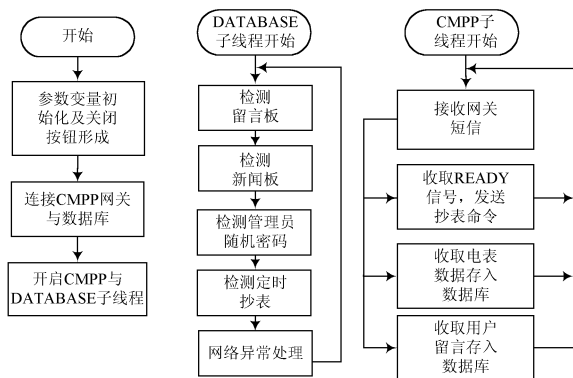 开始
参数变量初
始化及关闭
按钮形成
连接CMPP网关
与数据库
开启CMPP与
DATABASE子线程
DATABASE
子线程开始
检测
留言板
检测
新闻板
检测管理员
随机密码
检测定时
抄表
网络异常处理
CMPP子
线程开始
接收网关
短信
收取READY
信号，发送
抄表命令
收取电表
数据存入
数据库
收取用户
留言存入
数据库